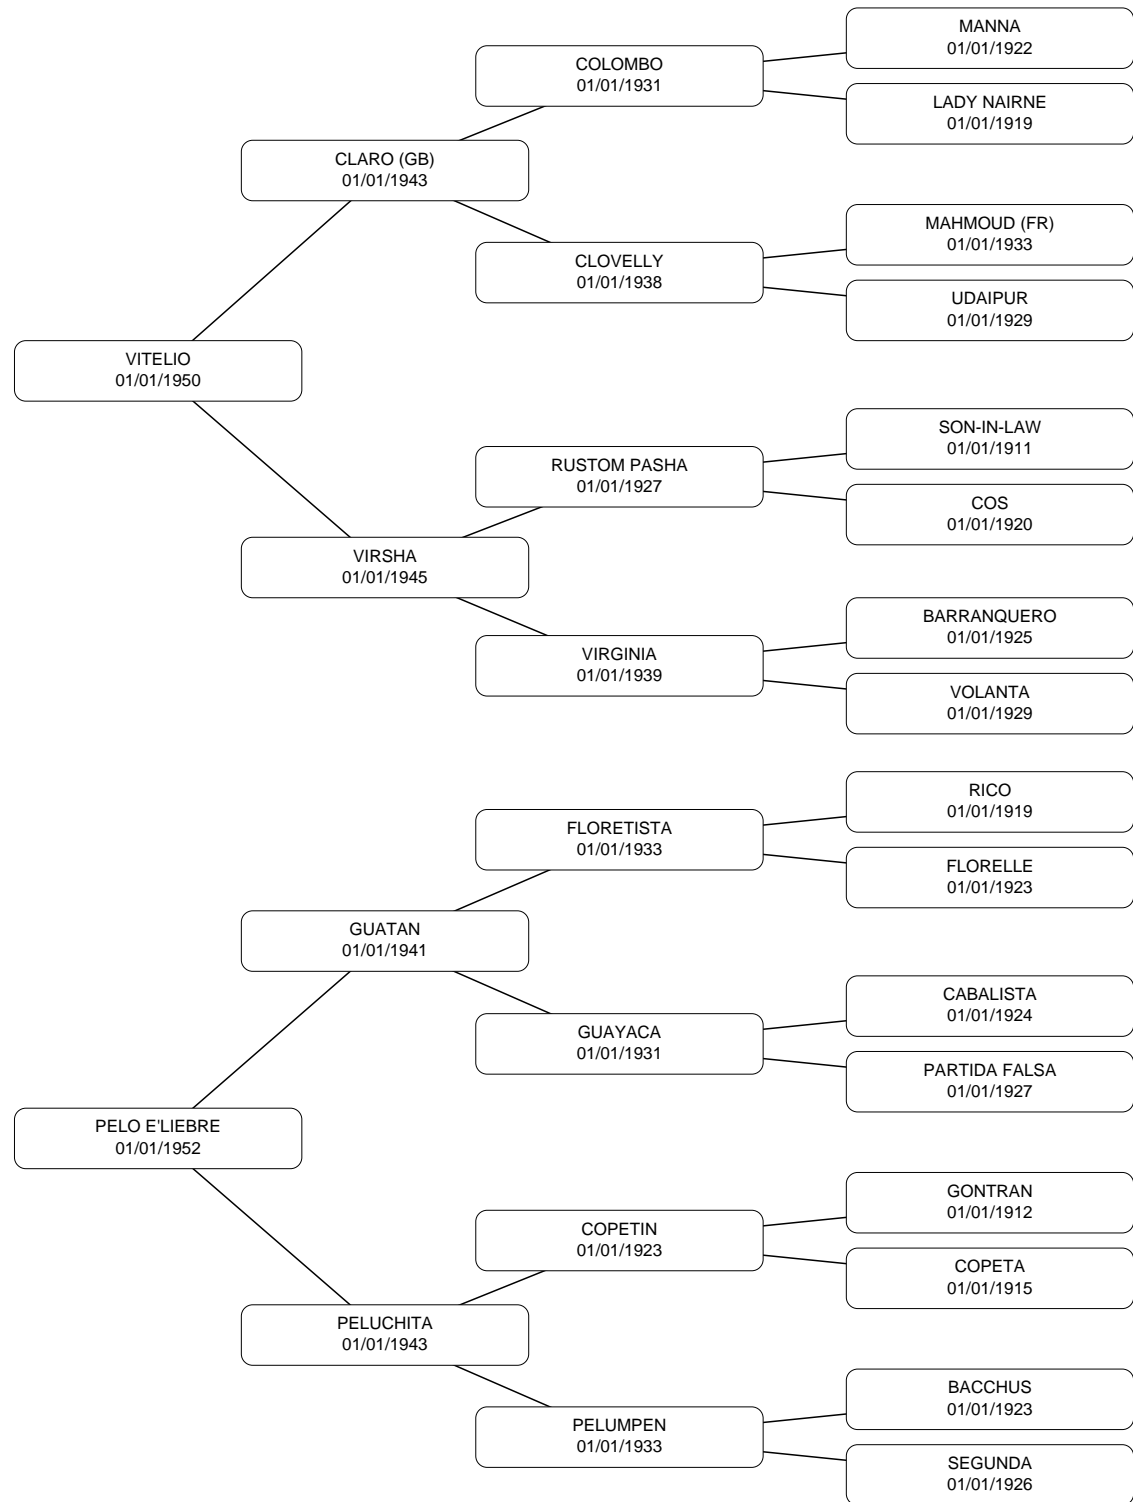 MANNA
01/01/1922
COLOMBO
01/01/1931
LADY NAIRNE
01/01/1919
CLARO (GB)
01/01/1943
MAHMOUD (FR)
01/01/1933
CLOVELLY
01/01/1938
UDAIPUR
01/01/1929
VITELIO
01/01/1950
SON-IN-LAW
01/01/1911
RUSTOM PASHA
01/01/1927
COS
01/01/1920
VIRSHA
01/01/1945
BARRANQUERO
01/01/1925
VIRGINIA
01/01/1939
VOLANTA
01/01/1929
RICO
01/01/1919
FLORETISTA
01/01/1933
FLORELLE
01/01/1923
GUATAN
01/01/1941
CABALISTA
01/01/1924
GUAYACA
01/01/1931
PARTIDA FALSA
01/01/1927
PELO E'LIEBRE
01/01/1952
GONTRAN
01/01/1912
COPETIN
01/01/1923
COPETA
01/01/1915
PELUCHITA
01/01/1943
BACCHUS
01/01/1923
PELUMPEN
01/01/1933
SEGUNDA
01/01/1926